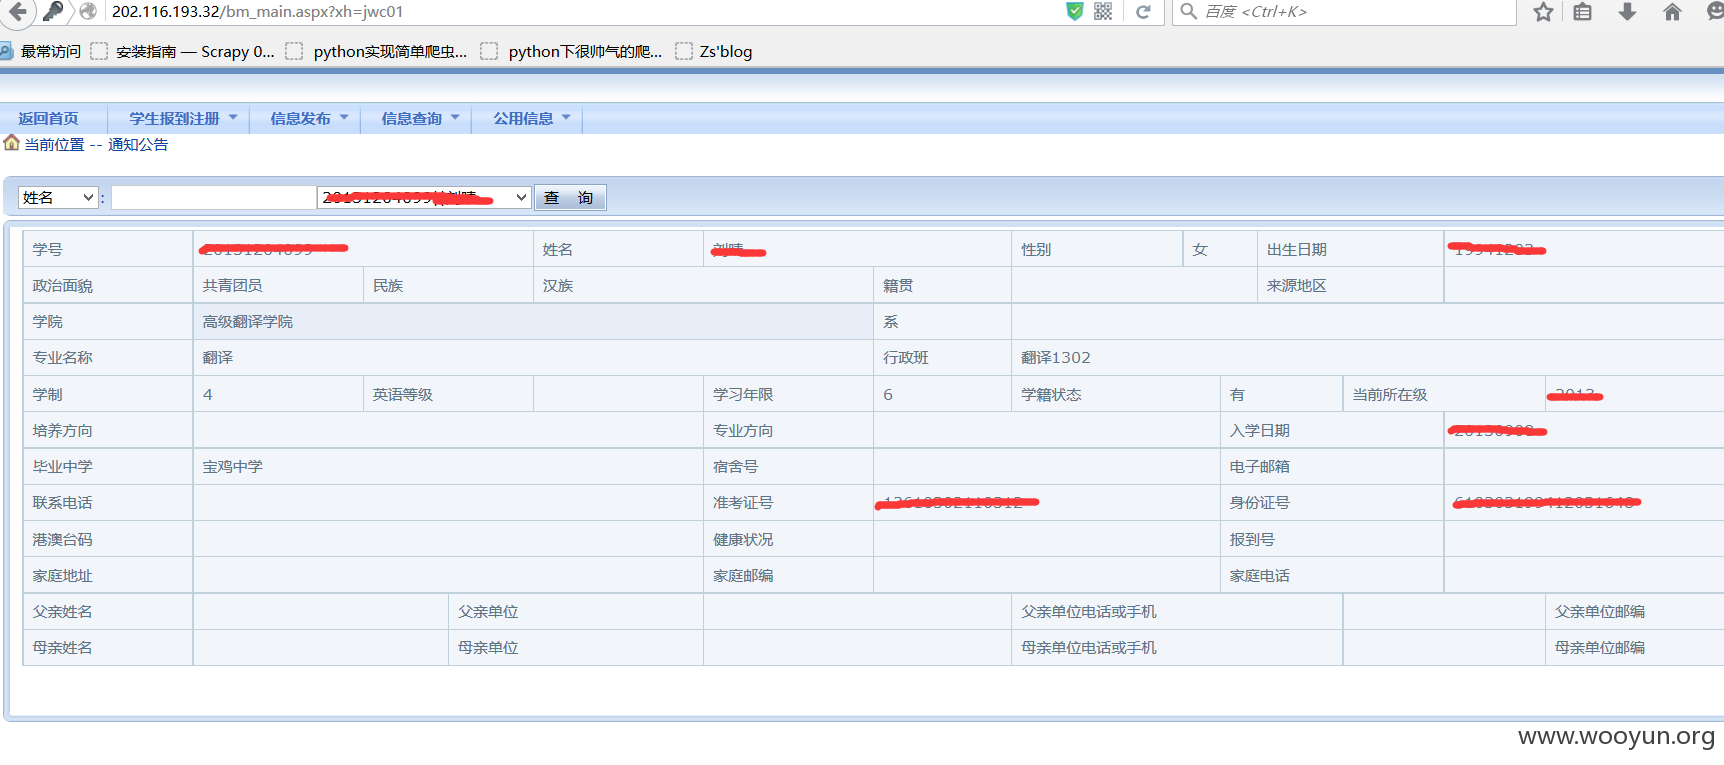 202.116.193.32/bm_main.aspx?xh=jwc01
百度 <Ctrl+K>
最常访问 安装指南 — Scrapy 0... python实现简单爬虫... python下很帅气的爬... Zs'blog
返回首页 学生报到注册 信息发布 信息查询 公用信息
当前位置 -- 通知公告
姓名 : 查 询
学号 姓名 性别 女 出生日期
政治面貌 共青团员 民族 汉族 籍贯 来源地区
学院 高级翻译学院 系
专业名称 翻译 行政班 翻译1302
学制 4 英语等级 学习年限 6 学籍状态 有 当前所在级
培养方向 专业方向 入学日期
毕业中学 宝鸡中学 宿舍号 电子邮箱
联系电话 准考证号 身份证号
港澳台码 健康状况 报到号
家庭地址 家庭邮编 家庭电话
父亲姓名 父亲单位 父亲单位电话或手机 父亲单位邮编
母亲姓名 母亲单位 母亲单位电话或手机 母亲单位邮编
www.wooyun.org